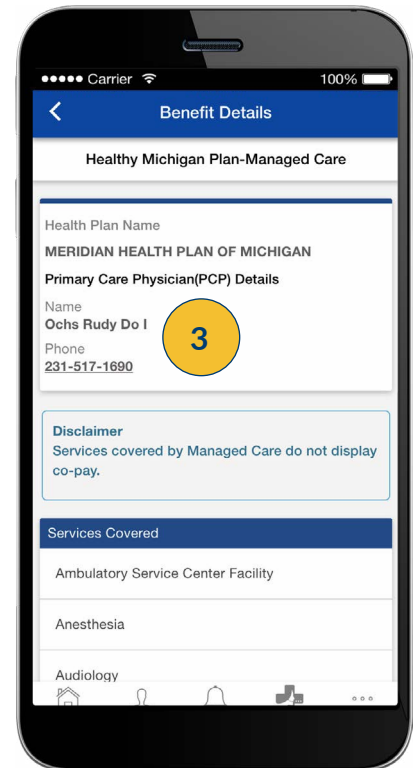 Carrier 100%
Benefit Details
Healthy Michigan Plan-Managed Care
Health Plan Name
MERIDIAN HEALTH PLAN OF MICHIGAN
Primary Care Physician(PCP) Details
Name
Ochs Rudy Do I
3
Phone
231-517-1690
Disclaimer
Services covered by Managed Care do not display
co-pay.
Services Covered
Ambulatory Service Center Facility
Anesthesia
Audiology